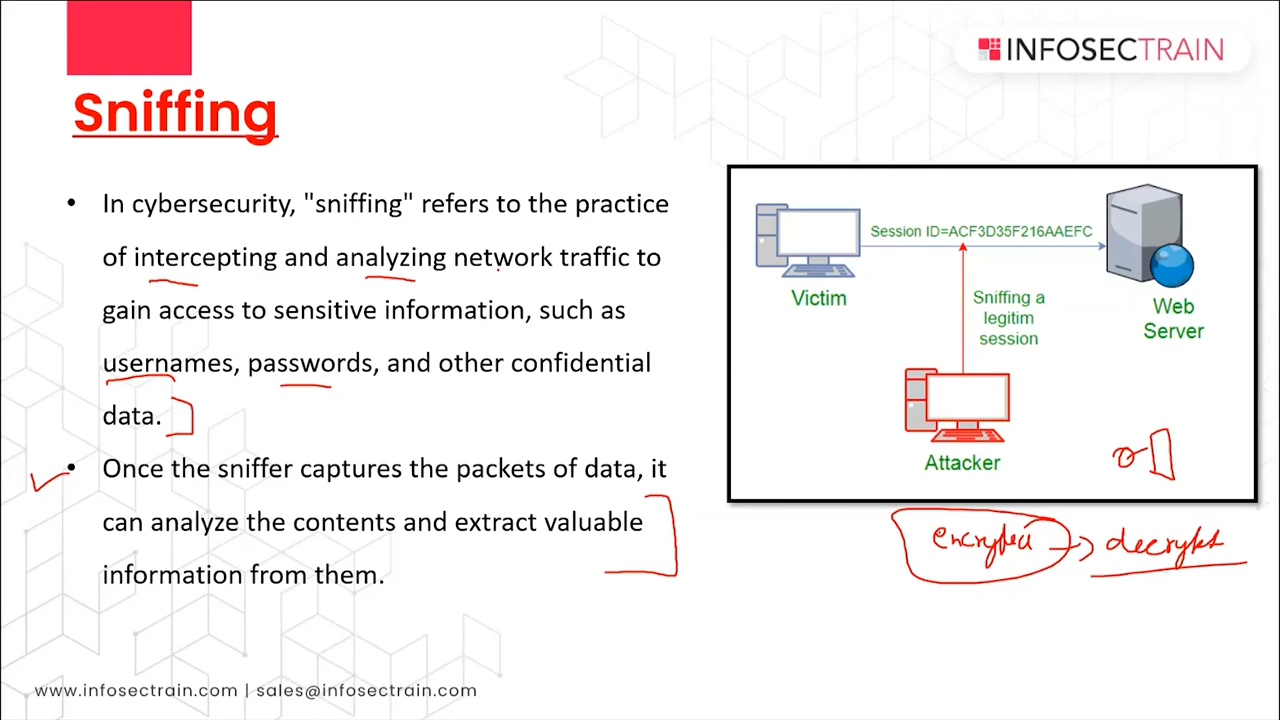 INFOSECTRAIN
Sniffing
• In cybersecurity, "sniffing" refers to the practice
of intercepting and analyzing network traffic to
gain access to sensitive information, such as
usernames, passwords, and other confidential
data.
• Once the sniffer captures the packets of data, it
can analyze the contents and extract valuable
information from them.
Session ID=ACF3D35F216AAEFC
Victim
Sniffing a
legitim
session
Web
Server
Attacker
encrypted → decrypt
www.infosectrain.com | sales@infosectrain.com